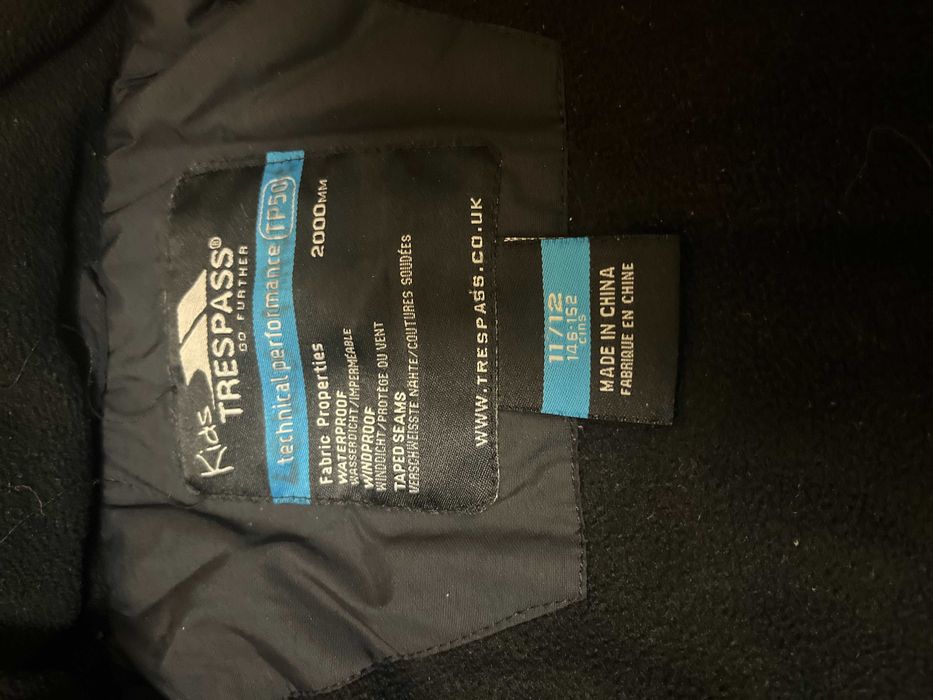 Kids
TRESPASS®
GO FURTHER
technical performance TP50
Fabric Properties 2000MM
WATERPROOF
WASSERDICHT/IMPERMÉABLE
WINDPROOF
WINDDICHT/PROTÈGE DU VENT
TAPED SEAMS
VERSCHWEISSTE NÄHTE/COUTURES SOUDÉES
WWW.TRESPASS.CO.UK
11/12
146-152
cms
MADE IN CHINA
FABRIQUE EN CHINE